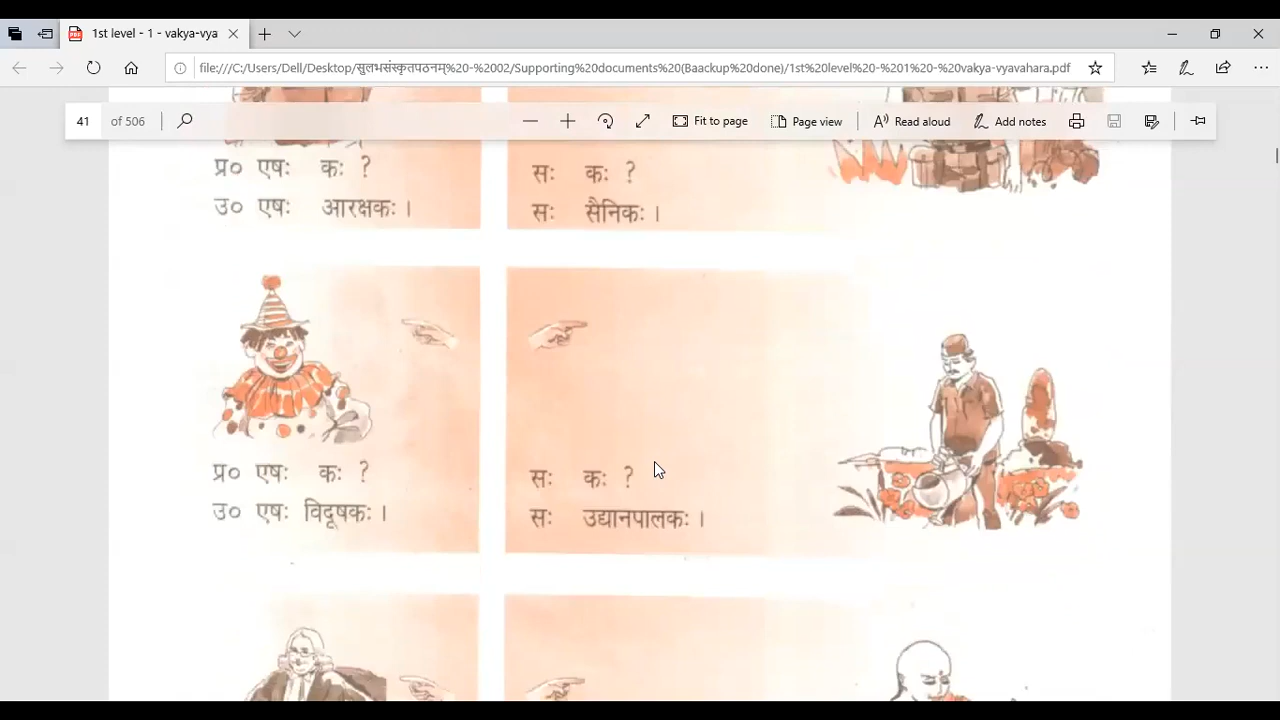 1st level - 1 - vakya-vya
file:///C:/Users/Dell/Desktop/सुलभसंस्कृतपठनम्%20-%2002/Supporting%20documents%20(Baackup%20done)/1st%20level%20-%201%20-%20vakya-vyavahara.pdf
41 of 506
Fit to page
Page view
Read aloud
Add notes
प्र० एषः कः ?
उ० एषः आरक्षकः ।
सः कः ?
सः सैनिकः ।
प्र० एषः कः ?
उ० एषः विदूषकः ।
सः कः ?
सः उद्यानपालकः ।